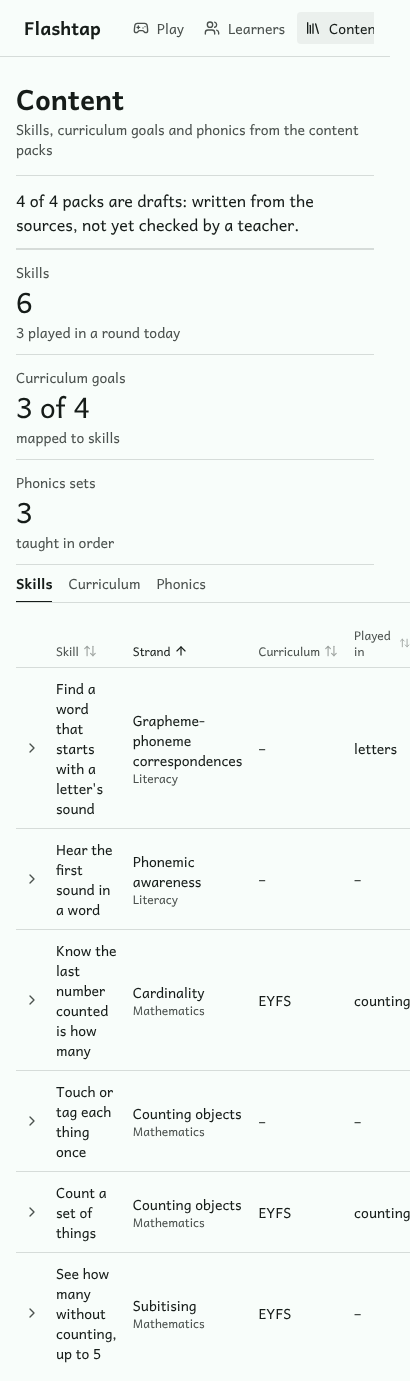 Flashtap Play Learners Conten
Content
Skills, curriculum goals and phonics from the content
packs
4 of 4 packs are drafts: written from the
sources, not yet checked by a teacher.
Skills
6
3 played in a round today
Curriculum goals
3 of 4
mapped to skills
Phonics sets
3
taught in order
Skills Curriculum Phonics
Skill Strand Curriculum Played
in
Find a
word
that
starts
with a
letter's
sound
Grapheme-
phoneme
correspondences
Literacy
–
letters
Hear the
first
sound in
a word
Phonemic
awareness
Literacy
–
–
Know the
last
number
counted
is how
many
Cardinality
Mathematics
EYFS
counting
Touch or
tag each
thing
once
Counting objects
Mathematics
–
–
Count a
set of
things
Counting objects
Mathematics
EYFS
counting
See how
many
without
counting,
up to 5
Subitising
Mathematics
EYFS
–